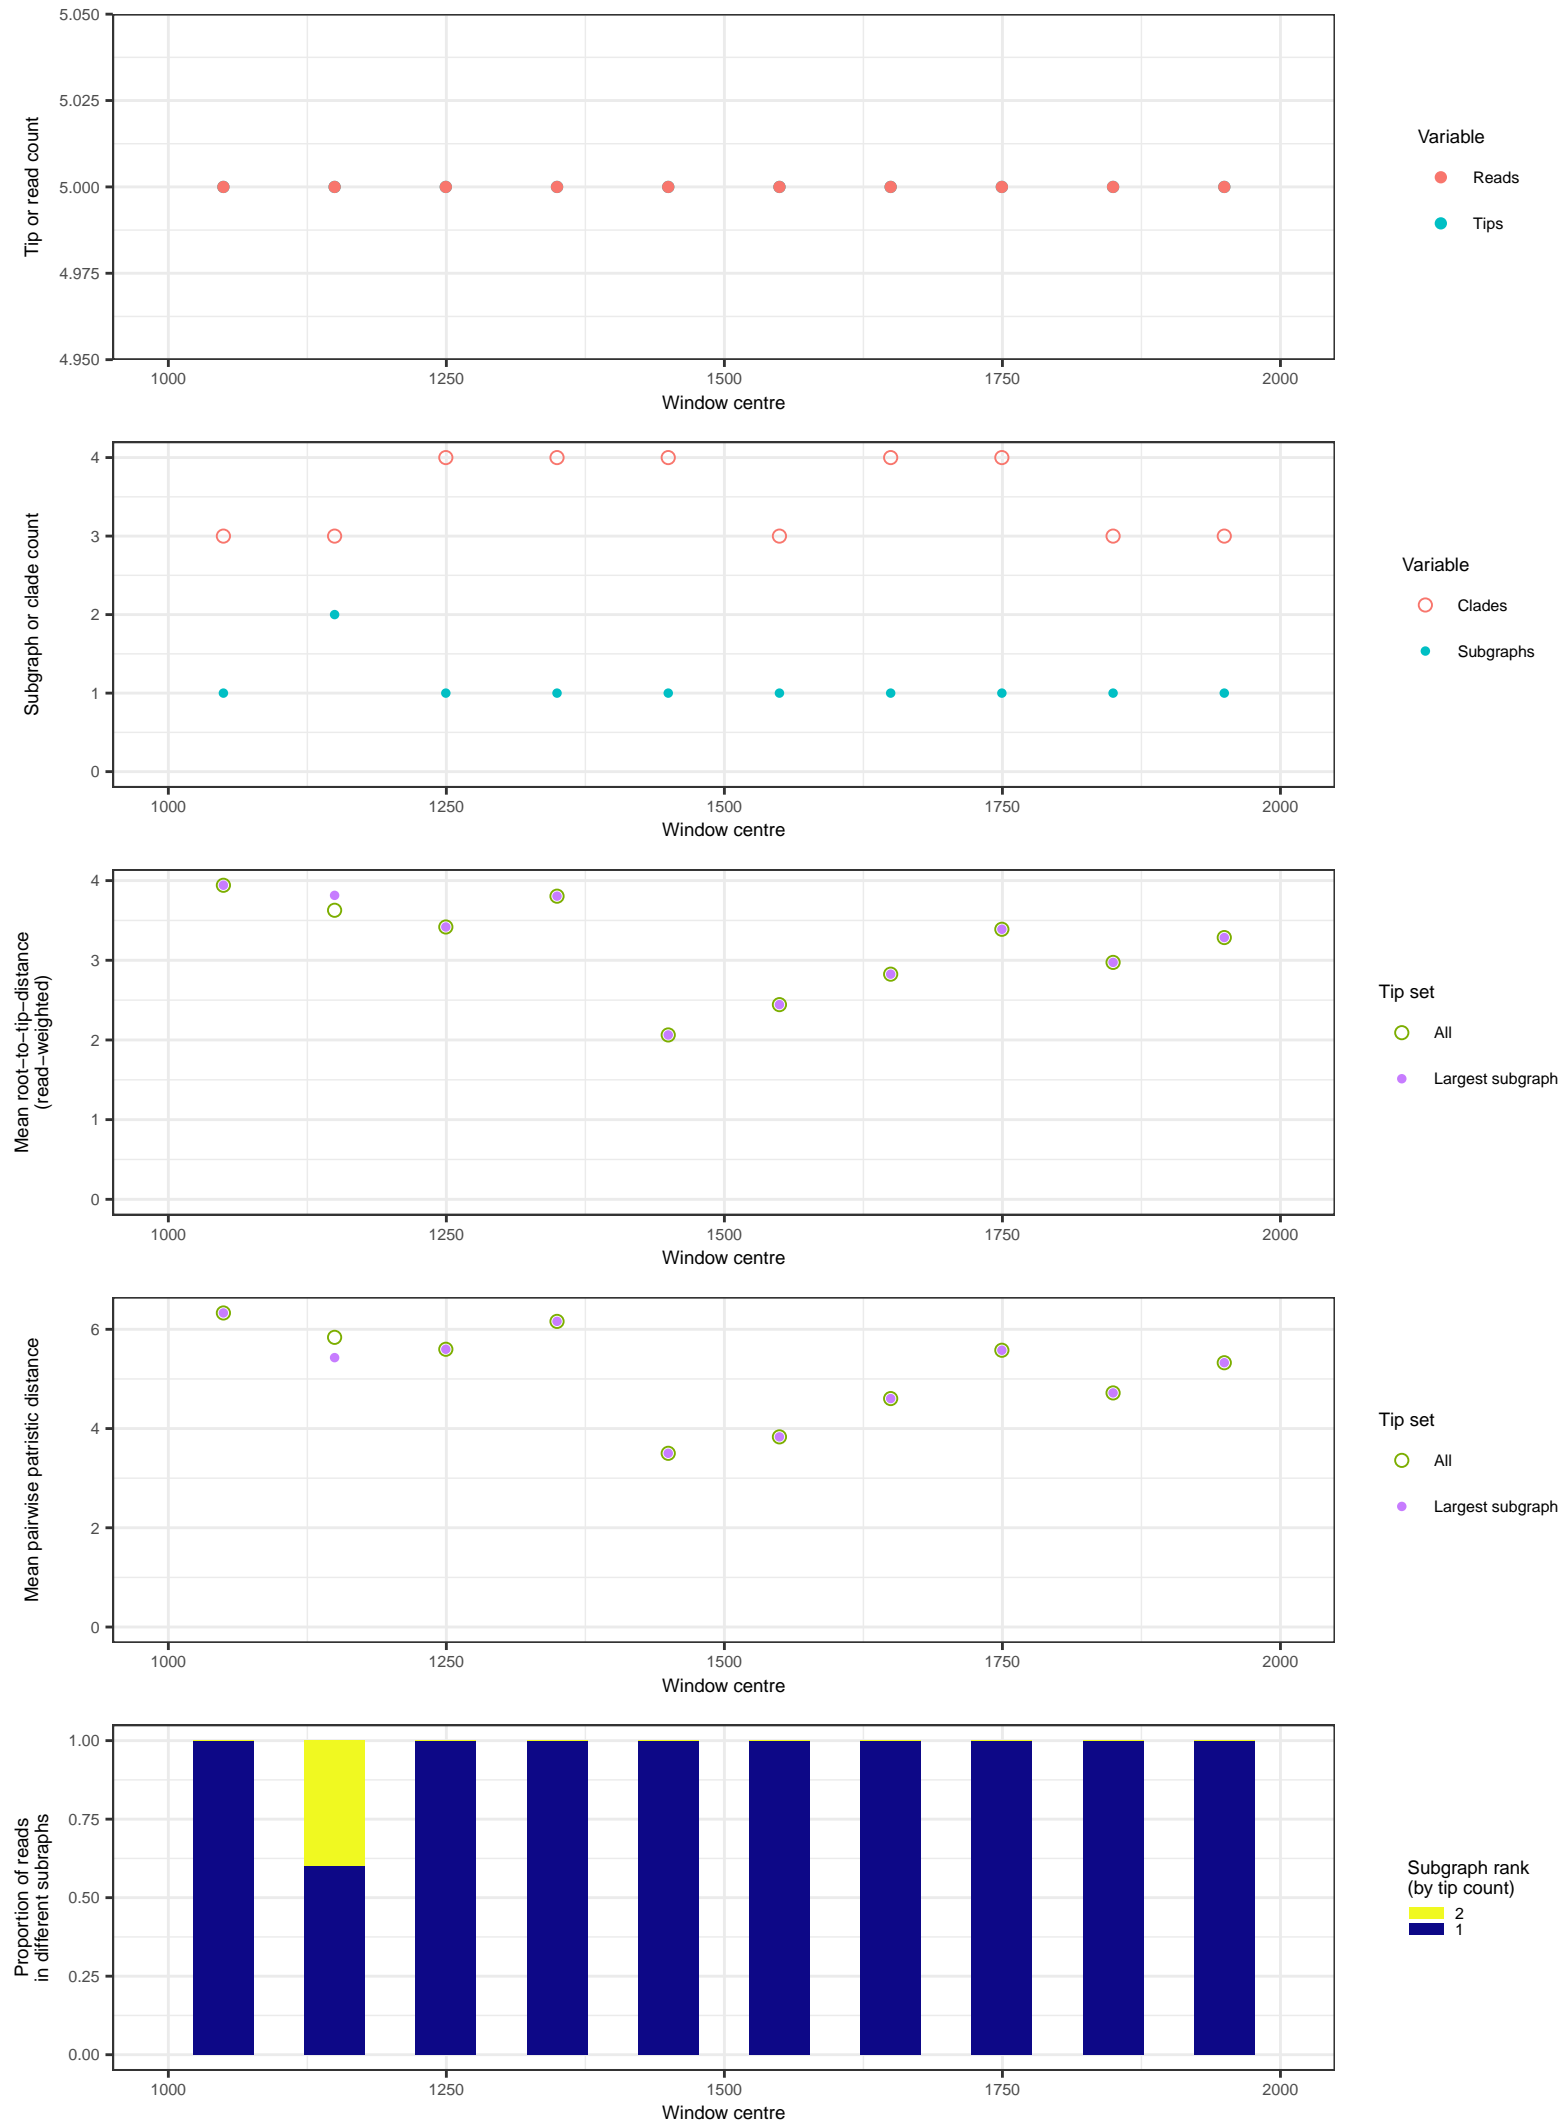 5.050
5.025
5.000
4.975
4.950
Tip or read count
1000 1250 1500 1750 2000
Window centre
Variable
Reads
Tips
4
3
2
1
0
Subgraph or clade count
1000 1250 1500 1750 2000
Window centre
Variable
Clades
Subgraphs
4
3
2
1
0
Mean root−to−tip−distance
(read−weighted)
1000 1250 1500 1750 2000
Window centre
Tip set
All
Largest subgraph
6
4
2
0
Mean pairwise patristic distance
1000 1250 1500 1750 2000
Window centre
Tip set
All
Largest subgraph
1.00
0.75
0.50
0.25
0.00
Proportion of reads
in different subraphs
1000 1250 1500 1750 2000
Window centre
Subgraph rank
(by tip count)
2
1